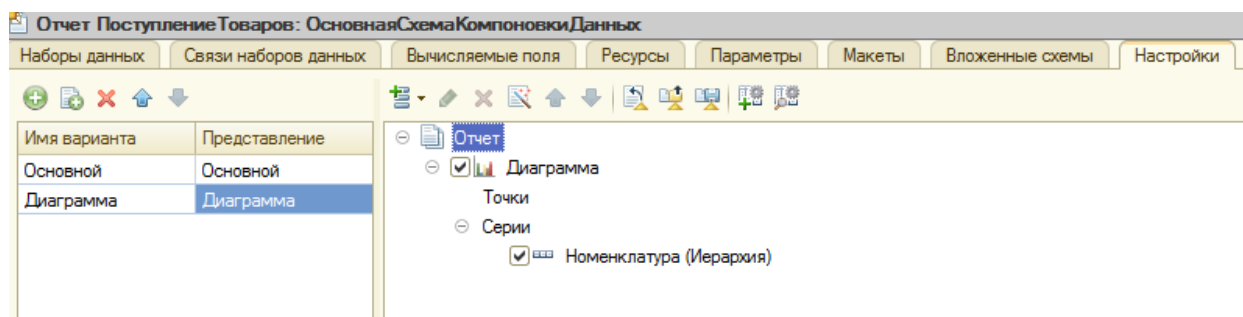 Отчет ПоступлениеТоваров: ОсновнаяСхемаКомпоновкиДанных
Наборы данных Связи наборов данных Вычисляемые поля Ресурсы Параметры Макеты Вложенные схемы Настройки
Имя варианта Представление
Отчет
Основной Основной
Диаграмма
Диаграмма Диаграмма
Точки
Серии
Номенклатура (Иерархия)